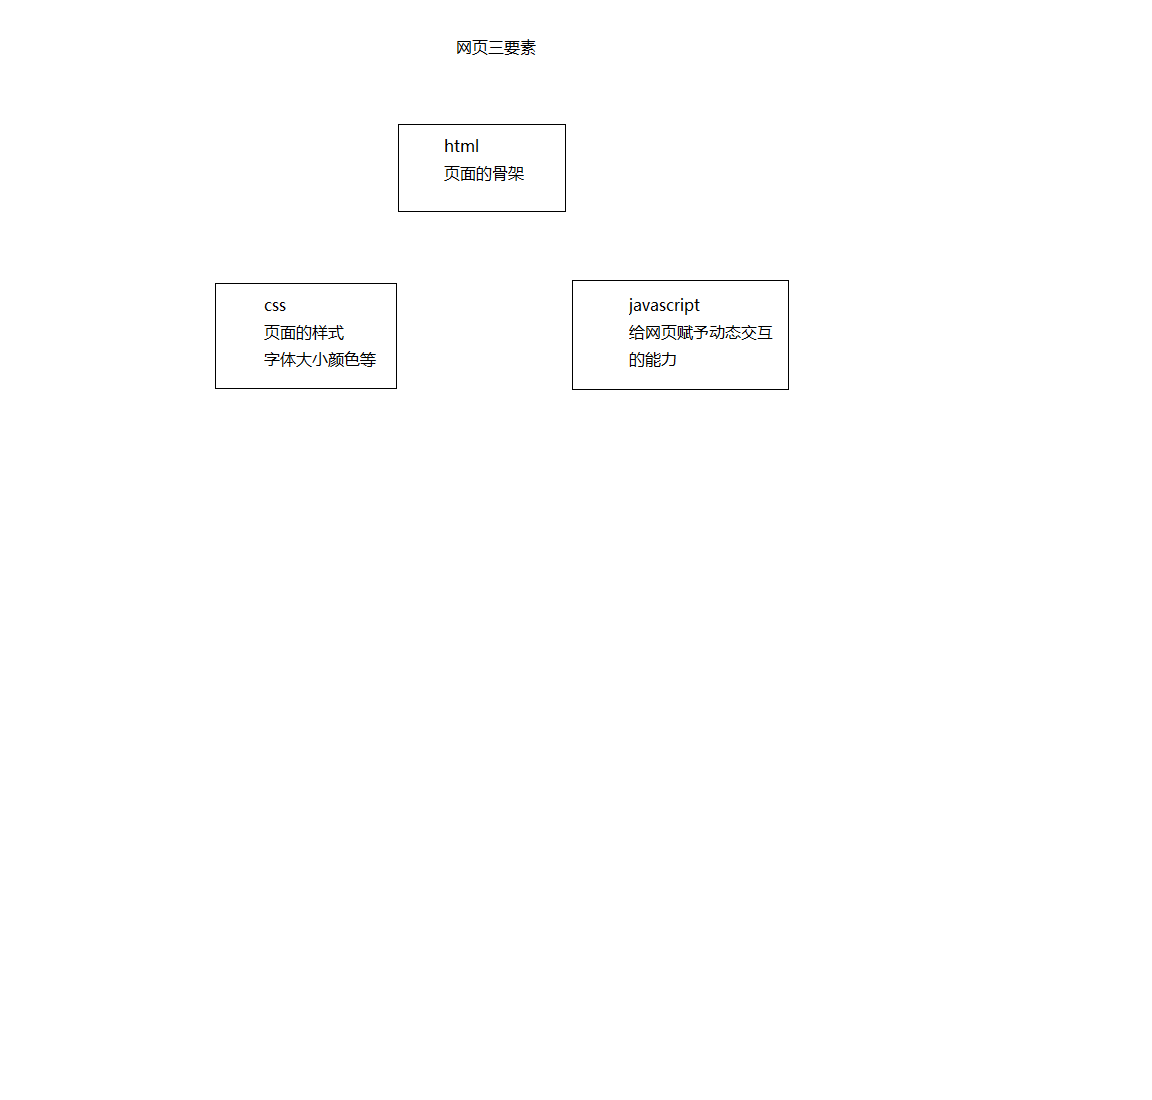 网页三要素
html
页面的骨架
css
页面的样式
字体大小颜色等
javascript
给网页赋予动态交互
的能力